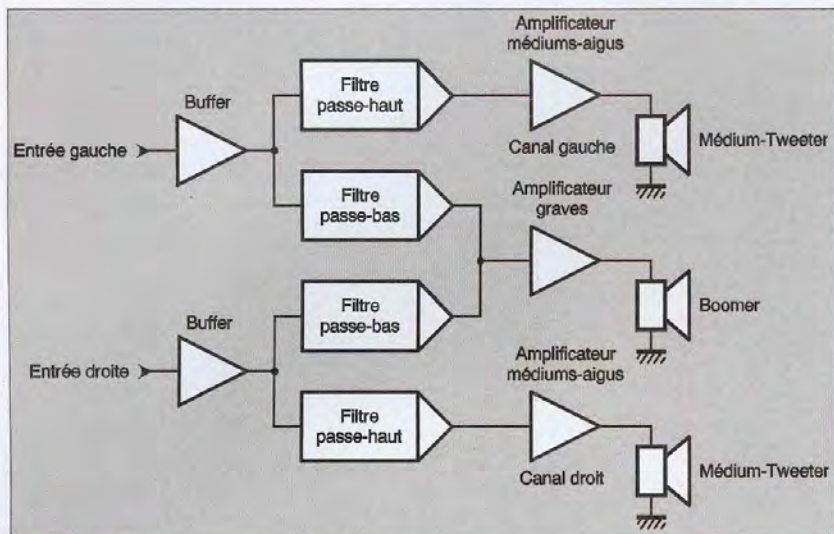 Amplificateur
médiums-aigus
Filtre
passe-haut
Buffer
Entrée gauche
Canal gauche
Médium-Tweeter
Filtre
passe-bas
Amplificateur
graves
Filtre
passe-bas
Buffer
Boomer
Entrée droite
Amplificateur
médiums-aigus
Filtre
passe-haut
Canal droit
Médium-Tweeter